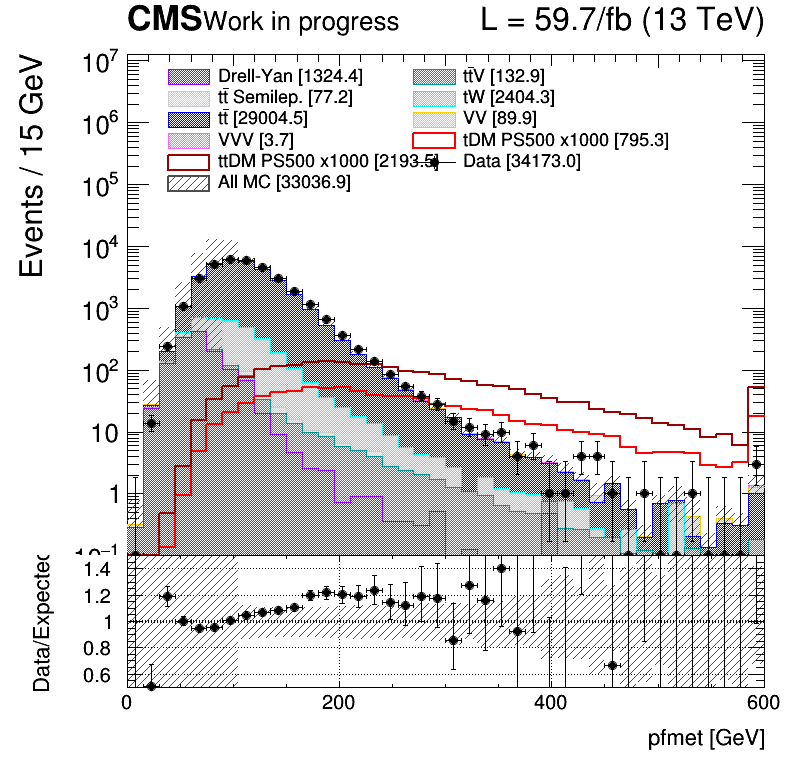 CMS Work in progress L = 59.7/fb (13 TeV)
Events / 15 GeV
10⁷
10⁶
10⁵
10⁴
10³
10²
10
1
10⁻¹
Drell-Yan [1324.4]
tt̄V [132.9]
tt̄ Semilep. [77.2]
tW [2404.3]
tt̄ [29004.5]
VV [89.9]
VVV [3.7]
tDM PS500 x1000 [795.3]
ttDM PS500 x1000 [2193.5]
Data [34173.0]
All MC [33036.9]
Data/Expected
1.4
1.2
1
0.8
0.6
0 200 400 600
pfmet [GeV]